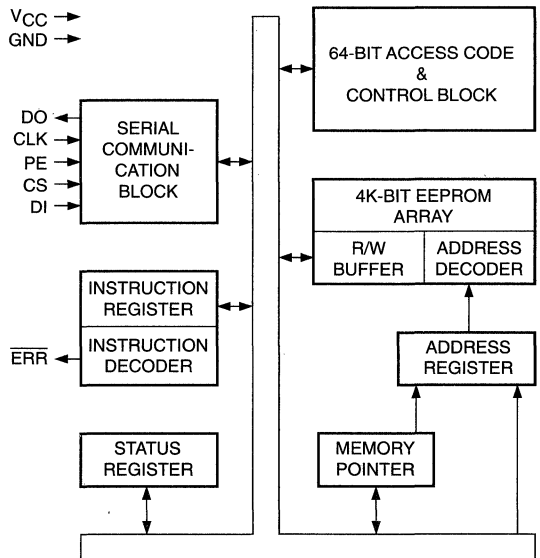 VCC
GND
DO
CLK
PE
CS
DI
SERIAL
COMMUNI-
CATION
BLOCK
64-BIT ACCESS CODE
&
CONTROL BLOCK
4K-BIT EEPROM
ARRAY
R/W
BUFFER
ADDRESS
DECODER
INSTRUCTION
REGISTER
INSTRUCTION
DECODER
ERR
ADDRESS
REGISTER
STATUS
REGISTER
MEMORY
POINTER